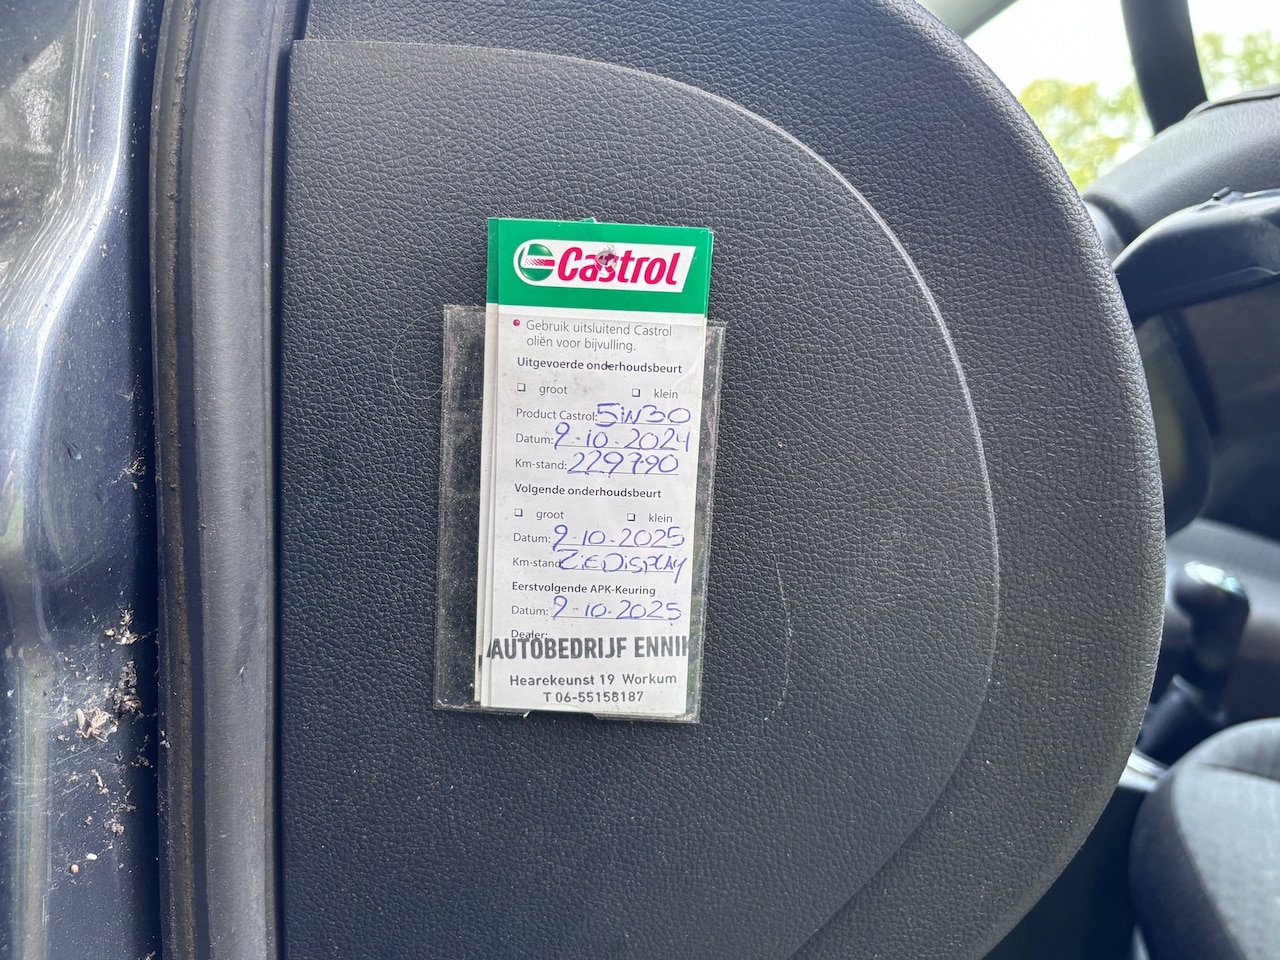 Castrol
Gebruik uitsluitend Castrol
oliën voor bijvulling.
Uitgevoerde onderhoudsbeurt
groot klein
Product Castrol: 5W30
Datum: 9-10-2024
Km-stand: 229790
Volgende onderhoudsbeurt
groot klein
Datum: 9-10-2025
Km-stand ZIE DISPLAY
Eerstvolgende APK-Keuring
Datum: 9-10-2025
Dealer:
AUTOBEDRIJF ENNI
Hearekeunst 19 Workum
T 06-55158187